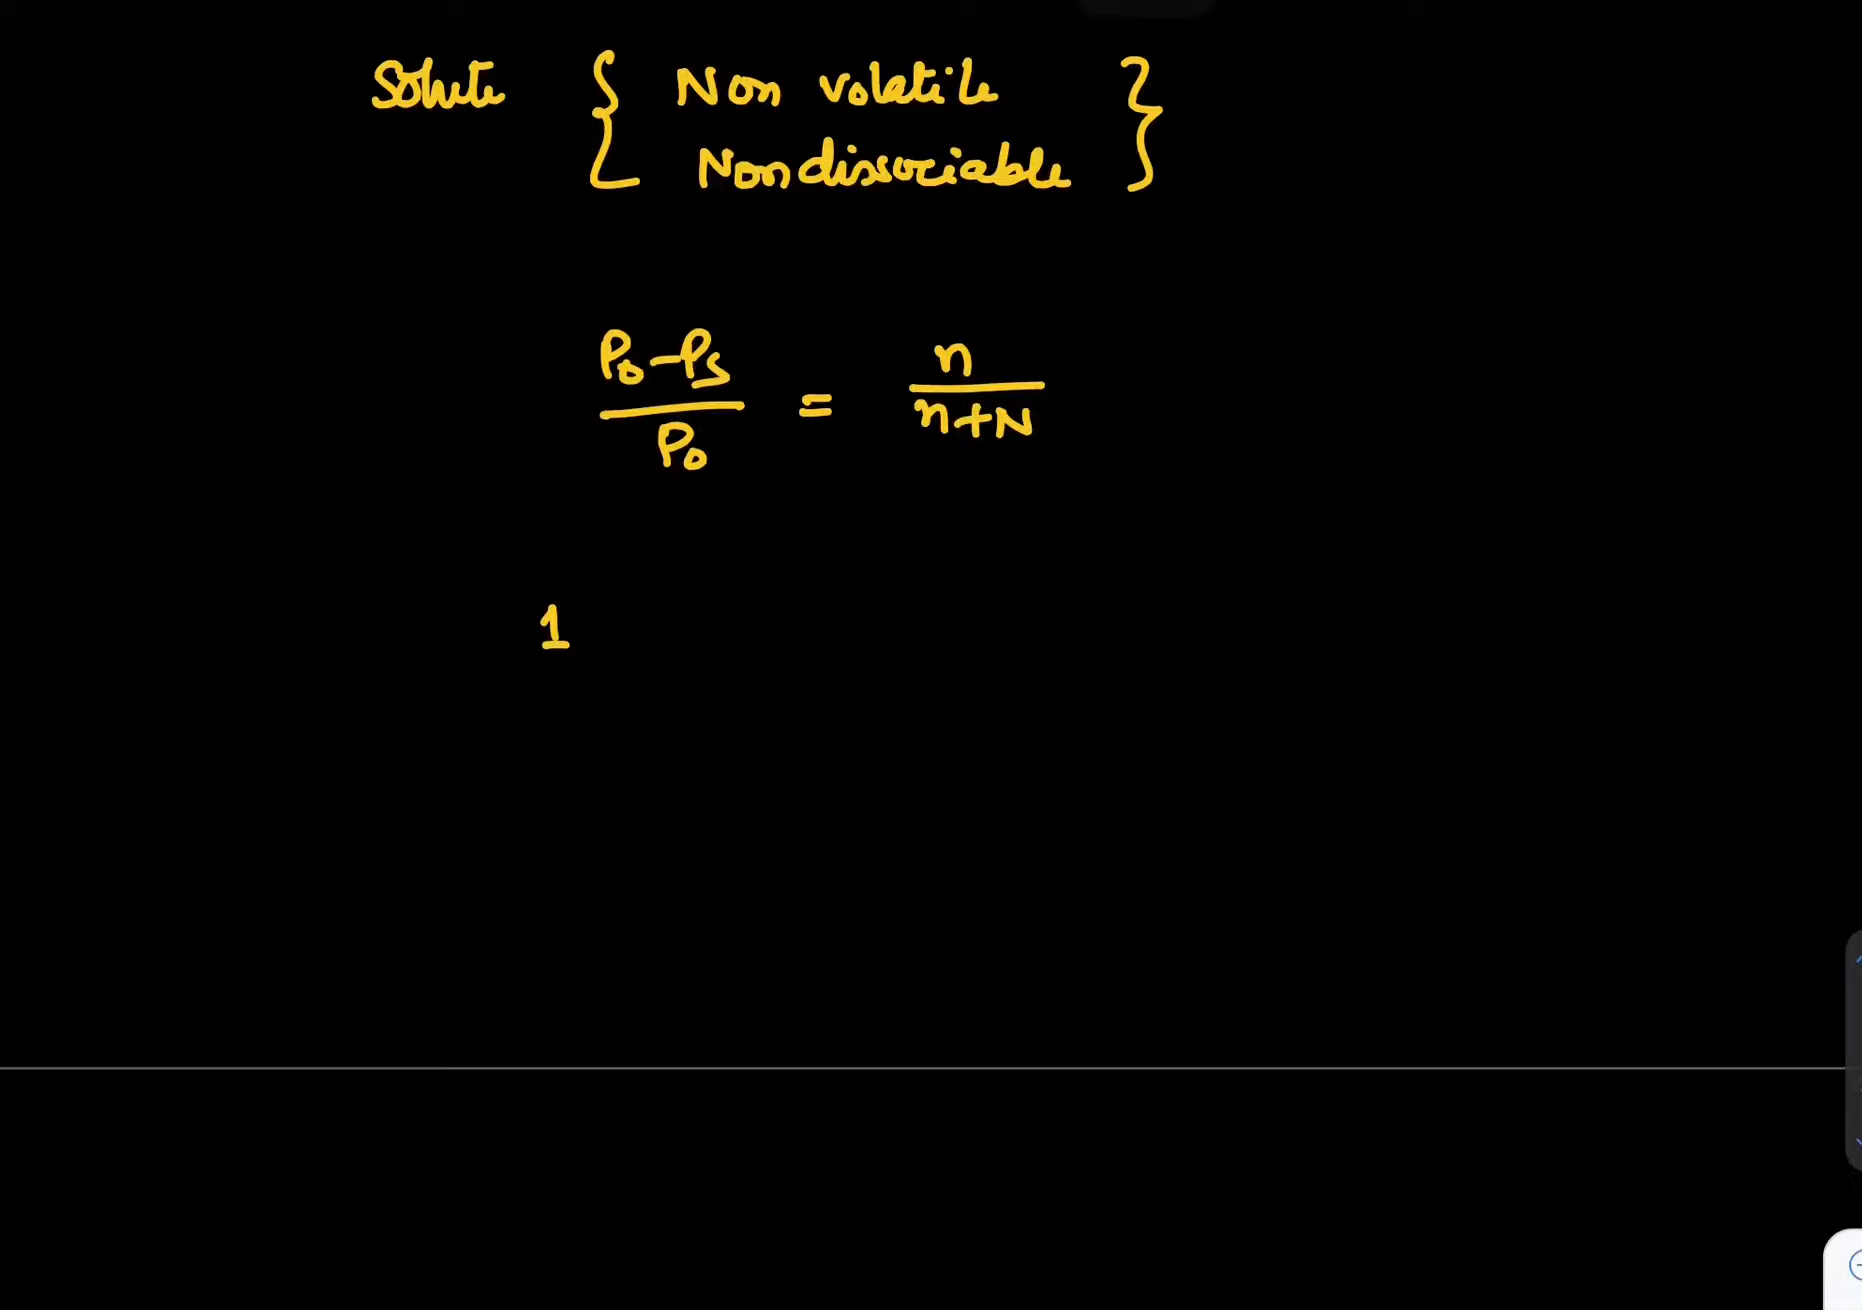 Solute { Non volatile }
Nondissociable
P₀-Pₛ / P₀ = n / n+N
1